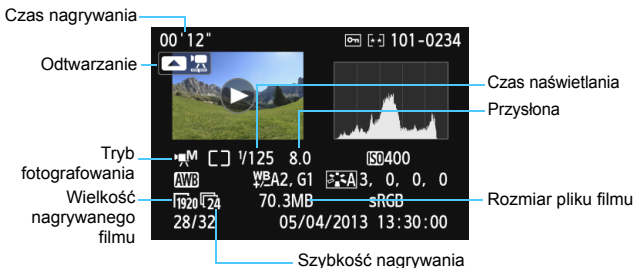 Czas nagrywania
00'12" 101-0234
Odtwarzanie
Czas naświetlania
Przysłona
Tryb
fotografowania
M 1/125 8.0 ISO400
AWB WB+/-A2, G1 A 3, 0, 0, 0
Wielkość
nagrywanego
filmu
1920 24 70.3MB sRGB
Rozmiar pliku filmu
28/32 05/04/2013 13:30:00
Szybkość nagrywania